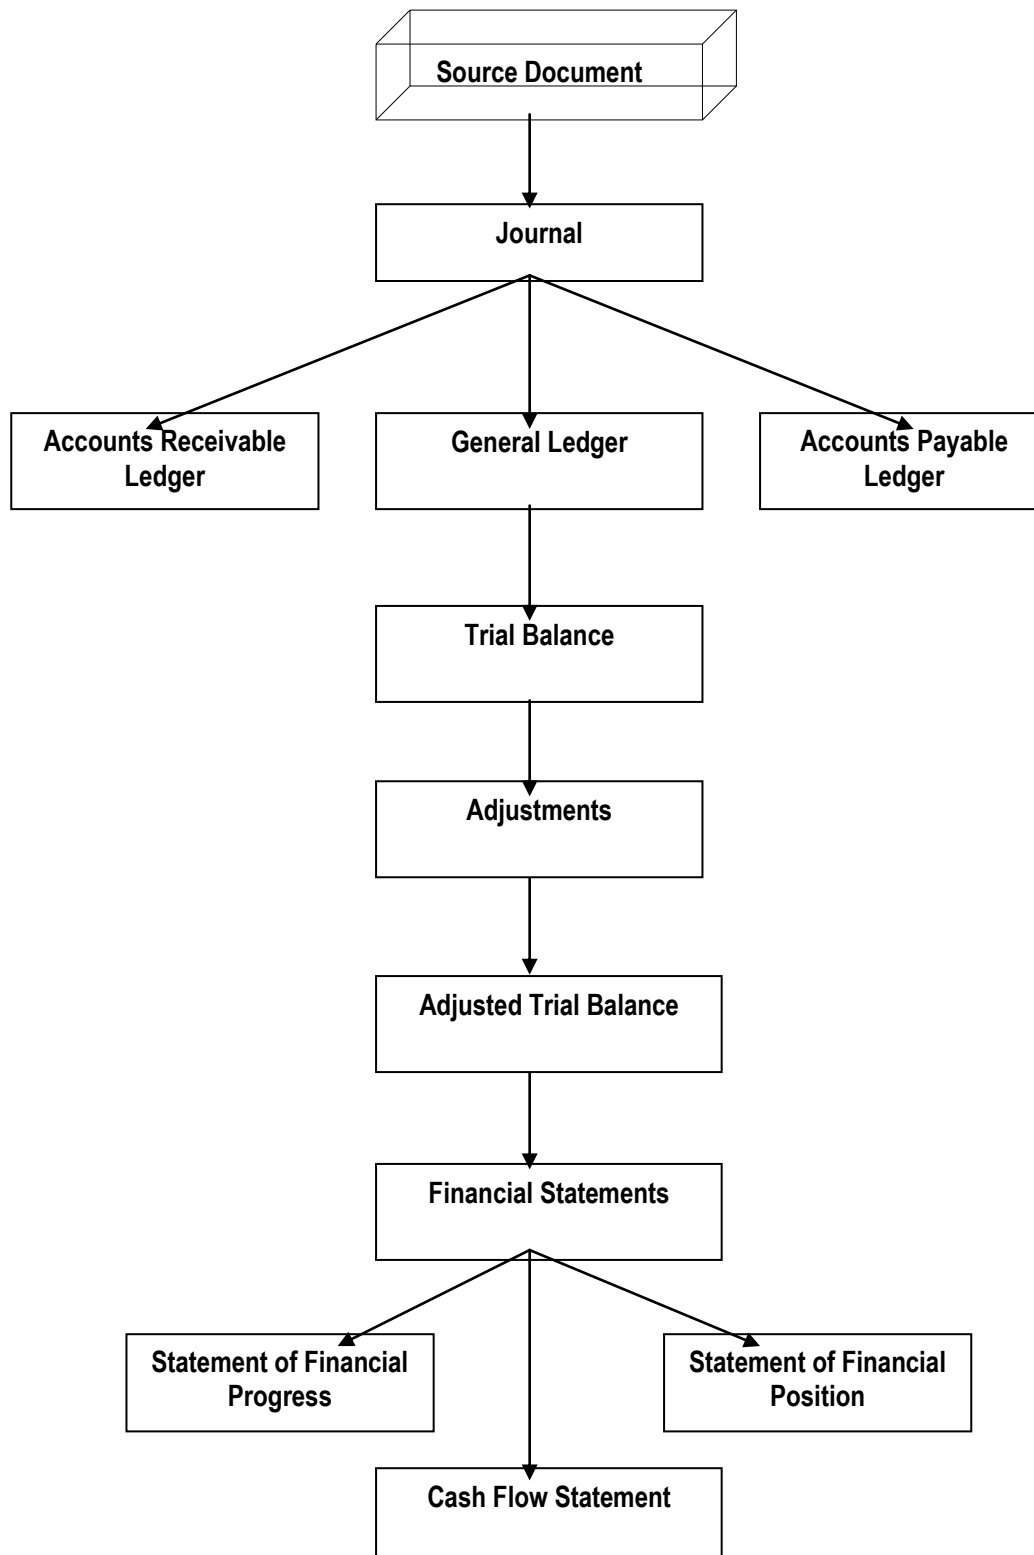 Source Document
Journal
Accounts Receivable
Ledger
General Ledger
Accounts Payable
Ledger
Trial Balance
Adjustments
Adjusted Trial Balance
Financial Statements
Statement of Financial
Progress
Statement of Financial
Position
Cash Flow Statement